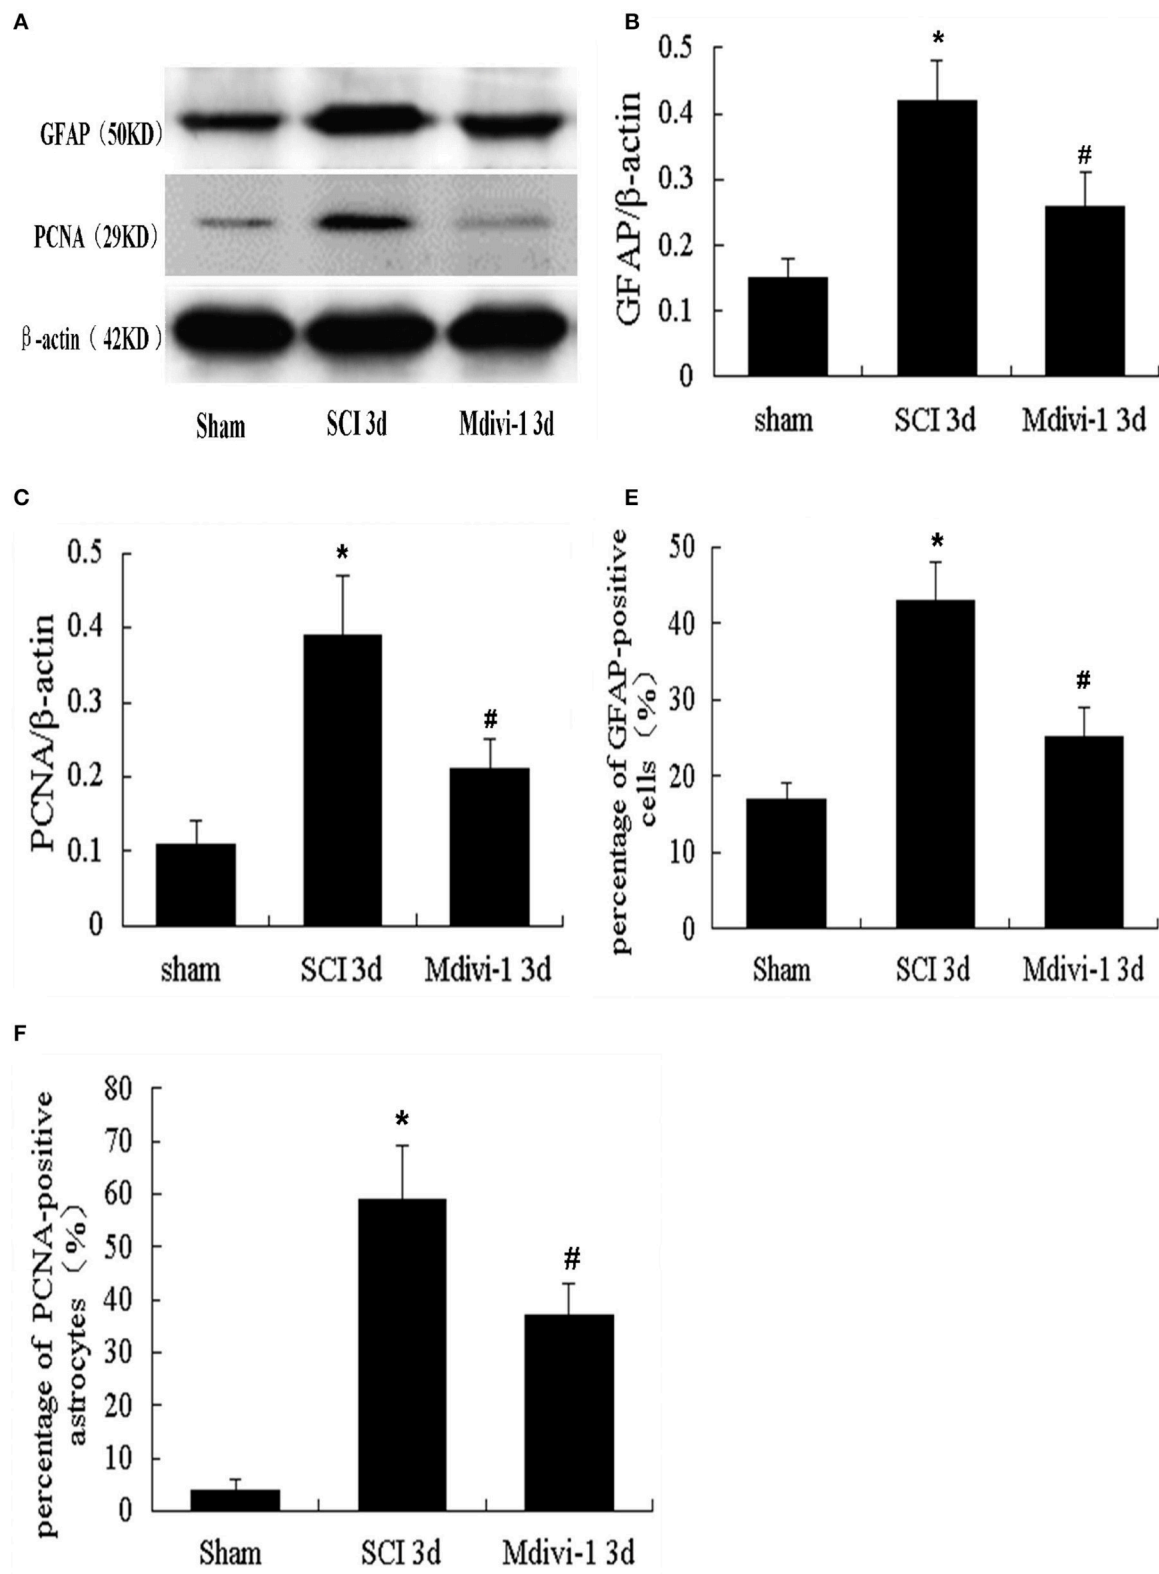 A
GFAP（50KD）
PCNA（29KD）
β-actin（42KD）
Sham SCI 3d Mdivi-1 3d
B
GFAP/β-actin
0.5
0.4
0.3
0.2
0.1
0
*
#
sham SCI 3d Mdivi-1 3d
C
PCNA/β-actin
0.5
0.4
0.3
0.2
0.1
0
*
#
sham SCI 3d Mdivi-1 3d
E
percentage of GFAP-positive
cells（%）
50
40
30
20
10
0
*
#
Sham SCI 3d Mdivi-1 3d
F
percentage of PCNA-positive
astrocytes（%）
80
70
60
50
40
30
20
10
0
*
#
Sham SCI 3d Mdivi-1 3d